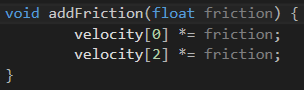 void addFriction(float friction) {
        velocity[0] *= friction;
        velocity[2] *= friction;
}